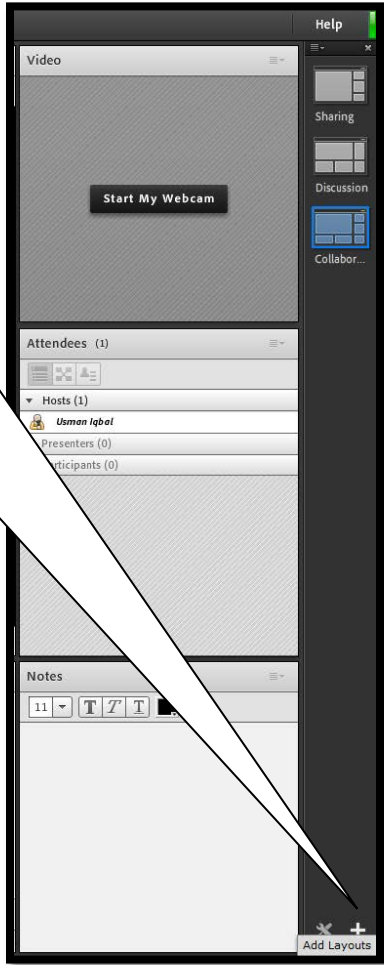 Help
Video
Sharing
Start My Webcam
Discussion
Collabor...
Attendees (1)
Hosts (1)
Usman Iqbal
Presenters (0)
articipants (0)
Notes
11 T T T
Add Layouts